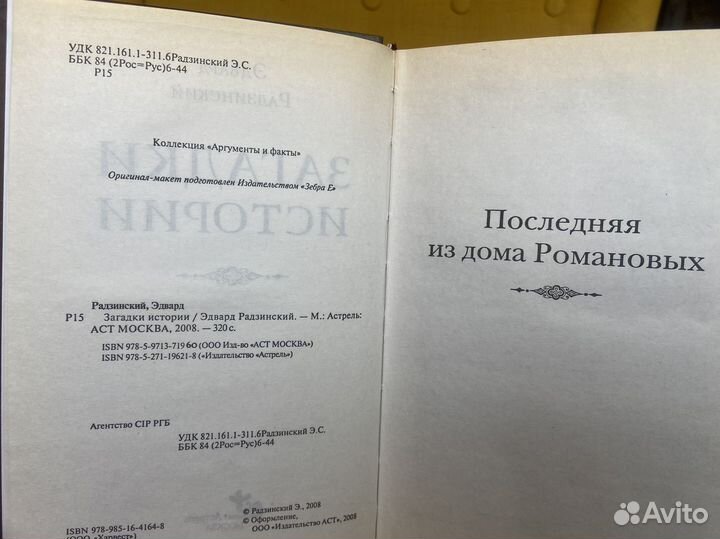 УДК 821.161.1-311.6Радзинский Э.С.
ББК 84 (2Рос=Рус)6-44
Р15
Коллекция «Аргументы и факты»
Оригинал-макет подготовлен Издательством «Зебра Е»
Радзинский, Эдвард
Р15 Загадки истории / Эдвард Радзинский. — М.: Астрель:
АСТ МОСКВА, 2008. — 320 с.
ISBN 978-5-9713-7196-0 (ООО Изд-во «АСТ МОСКВА»)
ISBN 978-5-271-19621-8 («Издательство «Астрель»)
Агентство CIP РГБ
УДК 821.161.1-311.6Радзинский Э.С.
ББК 84 (2Рос=Рус)6-44
© Радзинский Э., 2008
© Оформление,
ООО «Издательство АСТ», 2008
ISBN 978-985-16-4164-8
(ООО «Харвест»)
Последняя
из дома Романовых
Avito